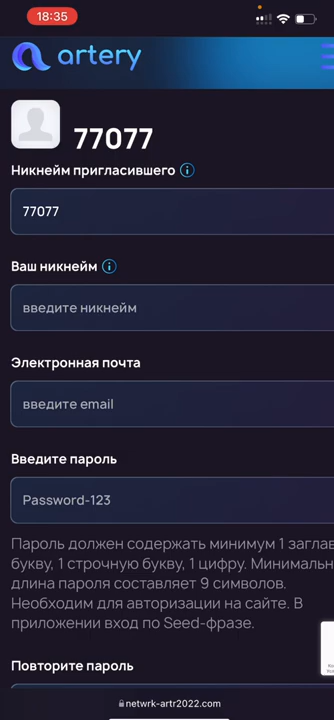 18:35
artery
77077
Никнейм пригласившего
77077
Ваш никнейм
введите никнейм
Электронная почта
введите email
Введите пароль
Password-123
Пароль должен содержать минимум 1 заглав
букву, 1 строчную букву, 1 цифру. Минимальн
длина пароля составляет 9 символов.
Необходим для авторизации на сайте. В
приложении вход по Seed-фразе.
Повторите пароль
netwrk-artr2022.com